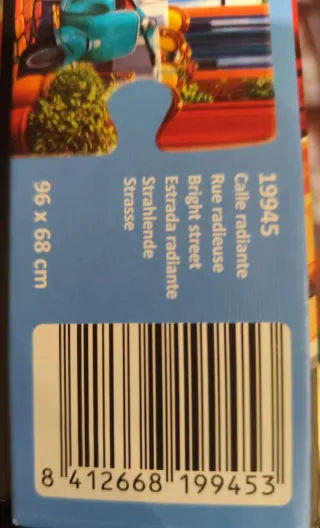 19945
Calle radiante
Rue radieuse
Bright street
Estrada radiante
Strahlende
Strasse
96 x 68 cm
8 412668 199453